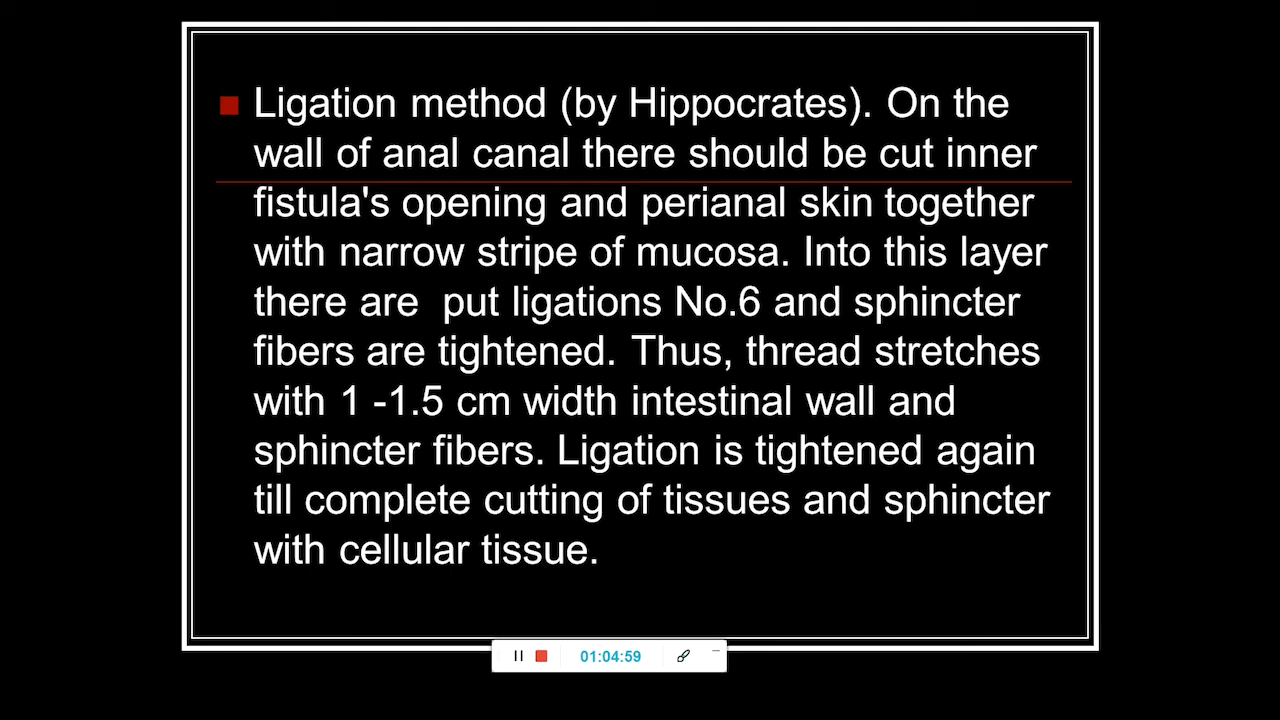 Ligation method (by Hippocrates). On the
wall of anal canal there should be cut inner
fistula's opening and perianal skin together
with narrow stripe of mucosa. Into this layer
there are  put ligations No.6 and sphincter
fibers are tightened. Thus, thread stretches
with 1 -1.5 cm width intestinal wall and
sphincter fibers. Ligation is tightened again
till complete cutting of tissues and sphincter
with cellular tissue.
01:04:59